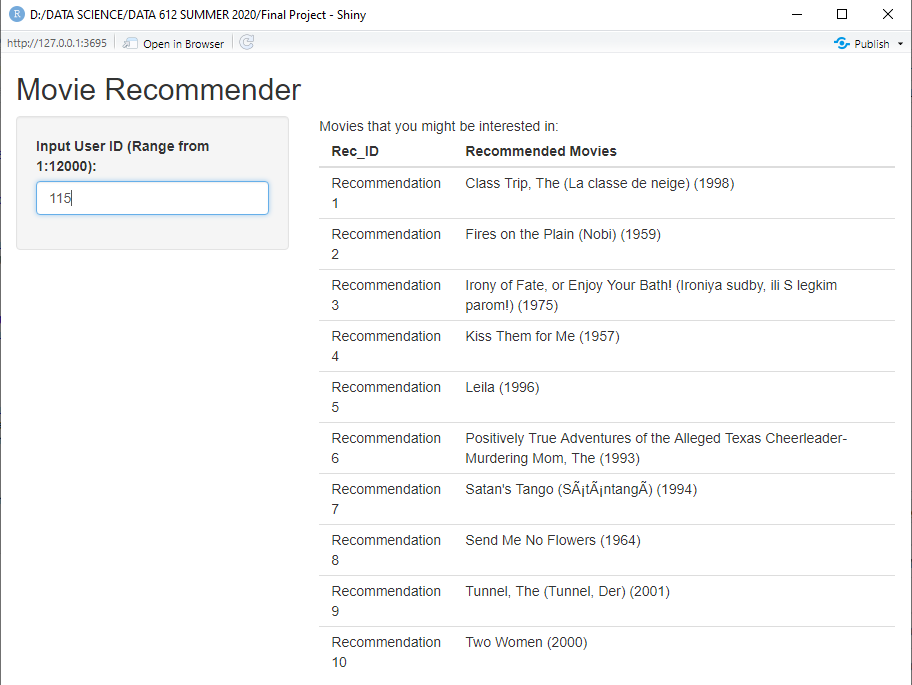 D:/DATA SCIENCE/DATA 612 SUMMER 2020/Final Project - Shiny
http://127.0.0.1:3695
Open in Browser
Publish
Movie Recommender
Input User ID (Range from
1:12000):
115
Movies that you might be interested in:
Rec_ID Recommended Movies
Recommendation Class Trip, The (La classe de neige) (1998)
1
Recommendation Fires on the Plain (Nobi) (1959)
2
Recommendation Irony of Fate, or Enjoy Your Bath! (Ironiya sudby, ili S legkim
3 parom!) (1975)
Recommendation Kiss Them for Me (1957)
4
Recommendation Leila (1996)
5
Recommendation Positively True Adventures of the Alleged Texas Cheerleader-
6 Murdering Mom, The (1993)
Recommendation Satan's Tango (SÃ¡tÃ¡ntangÃ) (1994)
7
Recommendation Send Me No Flowers (1964)
8
Recommendation Tunnel, The (Tunnel, Der) (2001)
9
Recommendation Two Women (2000)
10